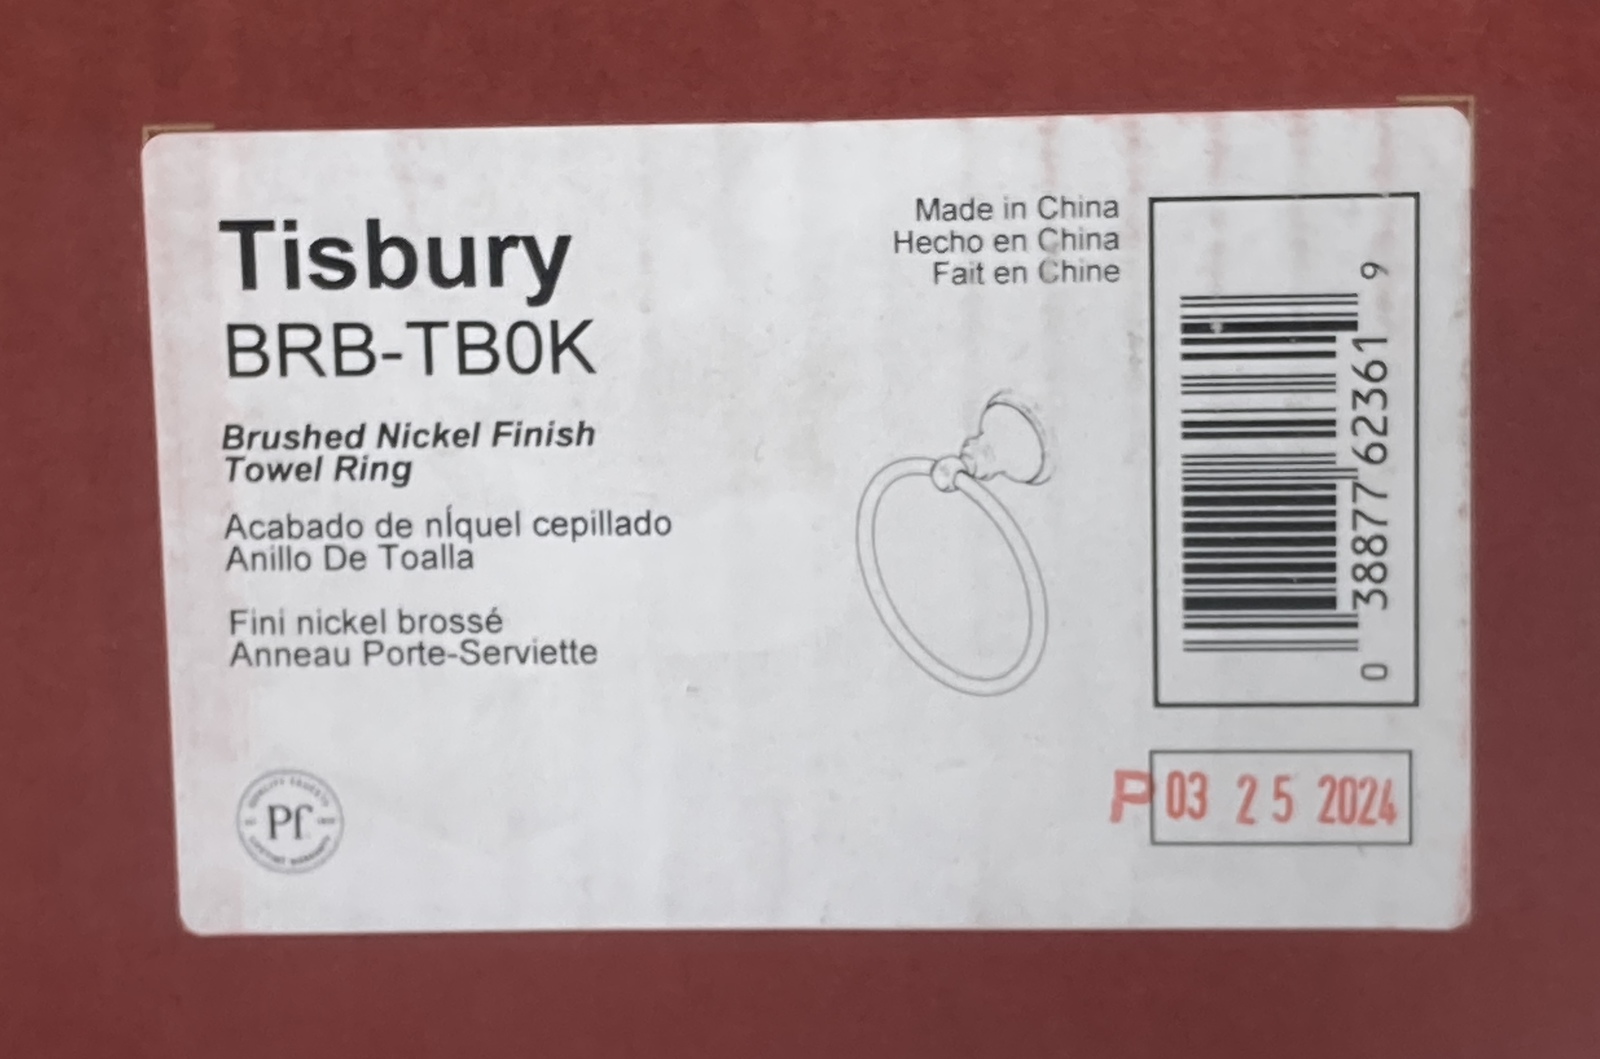 Tisbury
BRB-TB0K
Brushed Nickel Finish
Towel Ring
Acabado de níquel cepillado
Anillo De Toalla
Fini nickel brossé
Anneau Porte-Serviette
Pf
Made in China
Hecho en China
Fait en Chine
0 38877 62361 9
P 03 25 2024